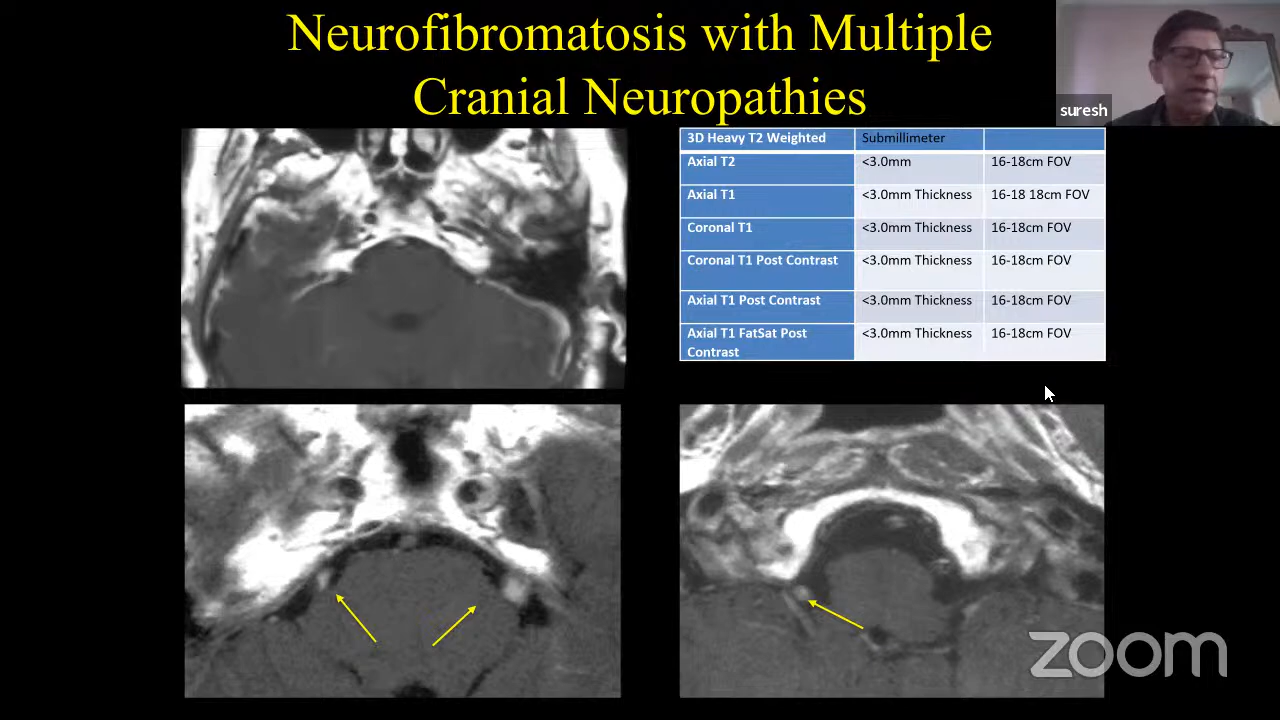 Neurofibromatosis with Multiple
Cranial Neuropathies
suresh
3D Heavy T2 Weighted Submillimeter
Axial T2 <3.0mm 16-18cm FOV
Axial T1 <3.0mm Thickness 16-18 18cm FOV
Coronal T1 <3.0mm Thickness 16-18cm FOV
Coronal T1 Post Contrast <3.0mm Thickness 16-18cm FOV
Axial T1 Post Contrast <3.0mm Thickness 16-18cm FOV
Axial T1 FatSat Post <3.0mm Thickness 16-18cm FOV
Contrast
zoom